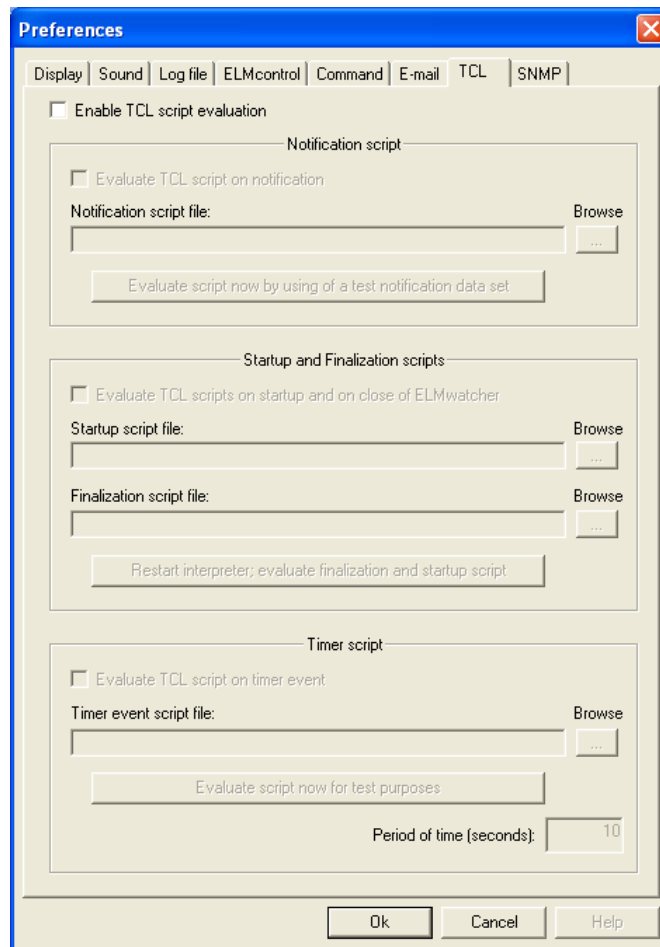 Preferences
Display Sound Log file ELMcontrol Command E-mail TCL SNMP
Enable TCL script evaluation
Notification script
Evaluate TCL script on notification
Notification script file: Browse
...
Evaluate script now by using of a test notification data set
Startup and Finalization scripts
Evaluate TCL scripts on startup and on close of ELMwatcher
Startup script file: Browse
...
Finalization script file: Browse
...
Restart interpreter; evaluate finalization and startup script
Timer script
Evaluate TCL script on timer event
Timer event script file: Browse
...
Evaluate script now for test purposes
Period of time (seconds): 10
Ok Cancel Help